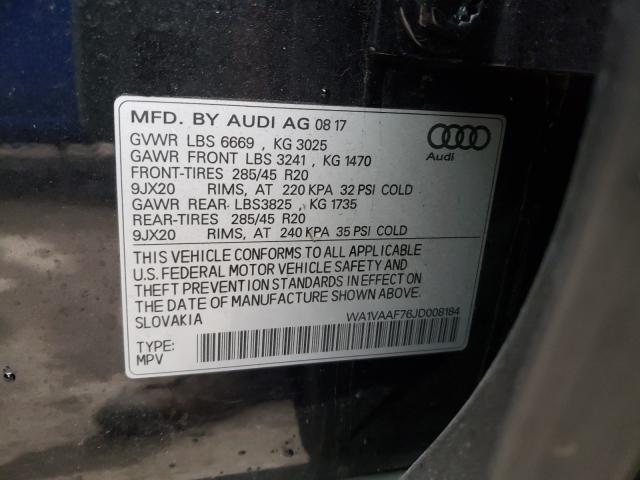 MFD. BY AUDI AG 08 17
GVWR LBS 6669 , KG 3025
GAWR FRONT LBS 3241 , KG 1470
FRONT-TIRES 285/45 R20
9JX20 RIMS, AT 220 KPA 32 PSI COLD
GAWR REAR LBS3825 , KG 1735
REAR-TIRES 285/45 R20
9JX20 RIMS, AT 240 KPA 35 PSI COLD
Audi
THIS VEHICLE CONFORMS TO ALL APPLICABLE
U.S. FEDERAL MOTOR VEHICLE SAFETY AND
THEFT PREVENTION STANDARDS IN EFFECT ON
THE DATE OF MANUFACTURE SHOWN ABOVE.
SLOVAKIA
WA1VAAF76JD008184
TYPE:
MPV